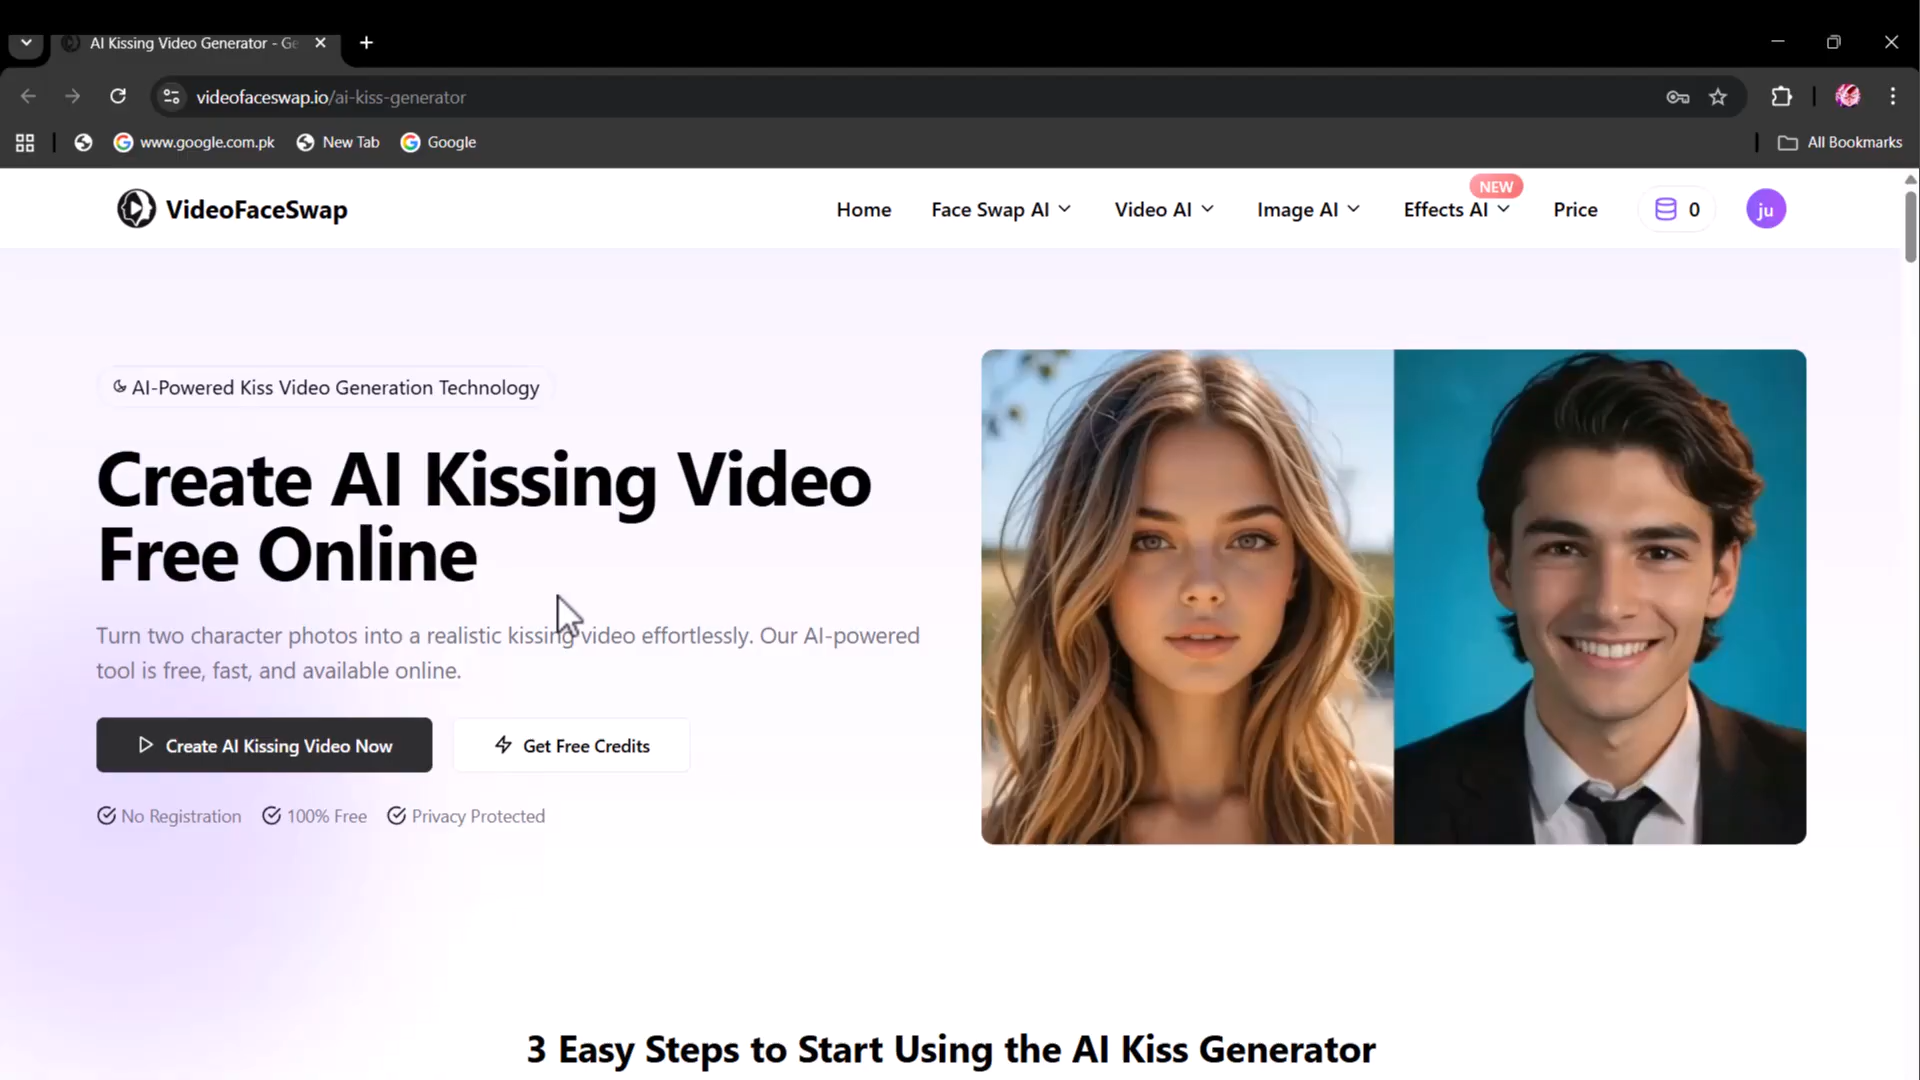 AI Kissing Video Generator - Ge
videofaceswap.io/ai-kiss-generator
www.google.com.pk
New Tab
Google
All Bookmarks
VideoFaceSwap
Home
Face Swap AI
Video AI
Image AI
Effects AI
NEW
Price
0
ju
AI-Powered Kiss Video Generation Technology
Create AI Kissing Video
Free Online
Turn two character photos into a realistic kissing video effortlessly. Our AI-powered
tool is free, fast, and available online.
Create AI Kissing Video Now
Get Free Credits
No Registration
100% Free
Privacy Protected
3 Easy Steps to Start Using the AI Kiss Generator